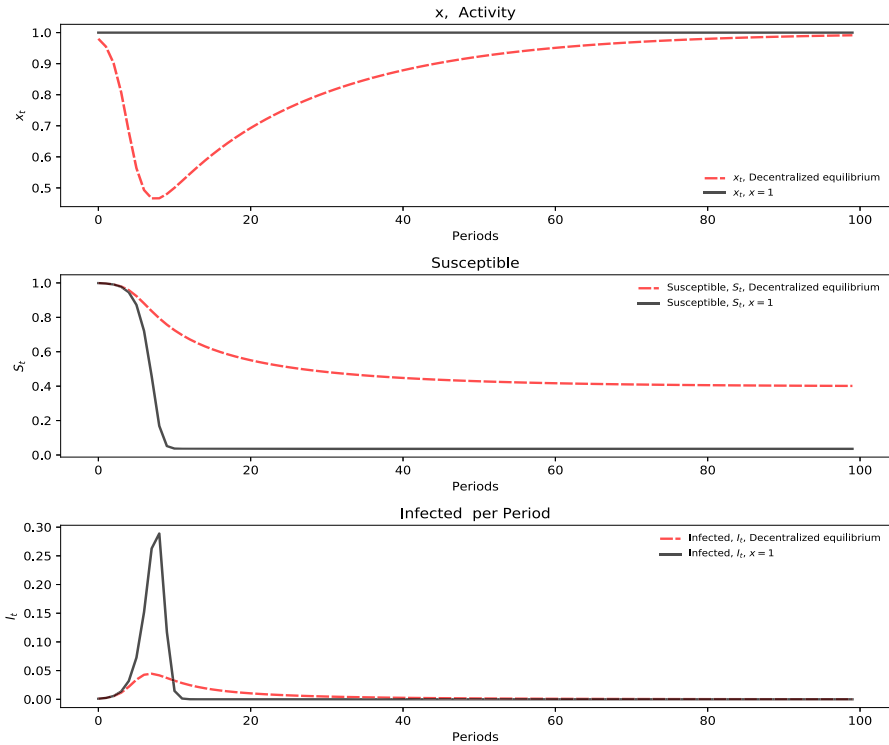 x,  Activity
1.0
0.9
0.8
0.7
0.6
0.5
x_t
x_t, Decentralized equilibrium
x_t, x = 1
0 20 40 60 80 100
Periods
Susceptible
1.0
0.8
0.6
0.4
0.2
0.0
S_t
Susceptible, S_t, Decentralized equilibrium
Susceptible, S_t, x = 1
0 20 40 60 80 100
Periods
Infected  per Period
0.30
0.25
0.20
0.15
0.10
0.05
0.00
I_t
Infected, I_t, Decentralized equilibrium
Infected, I_t, x = 1
0 20 40 60 80 100
Periods